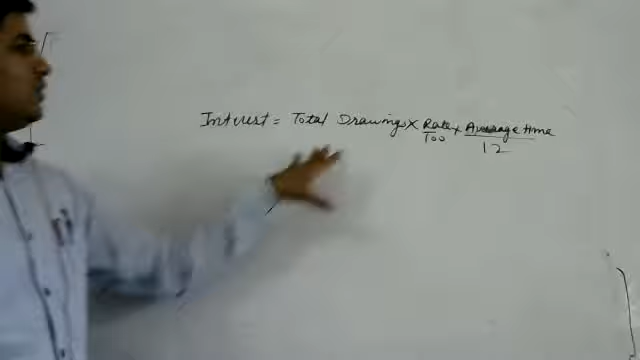 Interest = Total Drawings × Rate/100 × Average time/12